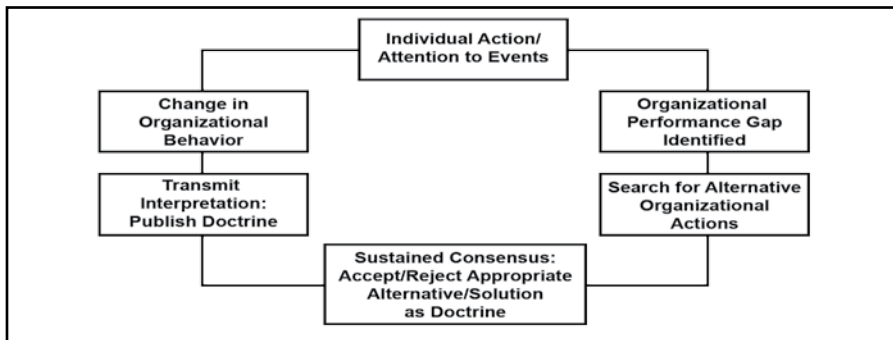 Individual Action/
Attention to Events
Change in
Organizational
Behavior
Organizational
Performance Gap
Identified
Transmit
Interpretation:
Publish Doctrine
Search for Alternative
Organizational
Actions
Sustained Consensus:
Accept/Reject Appropriate
Alternative/Solution
as Doctrine